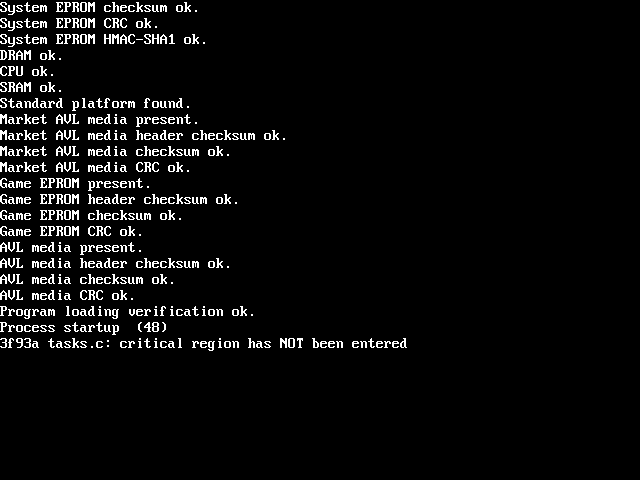 System EPROM checksum ok.
System EPROM CRC ok.
System EPROM HMAC-SHA1 ok.
DRAM ok.
CPU ok.
SRAM ok.
Standard platform found.
Market AVL media present.
Market AVL media header checksum ok.
Market AVL media checksum ok.
Market AVL media CRC ok.
Game EPROM present.
Game EPROM header checksum ok.
Game EPROM checksum ok.
Game EPROM CRC ok.
AVL media present.
AVL media header checksum ok.
AVL media checksum ok.
AVL media CRC ok.
Program loading verification ok.
Process startup  (48)
3f93a tasks.c: critical region has NOT been entered